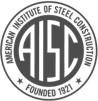 AMERICAN INSTITUTE OF STEEL CONSTRUCTION
AISC
FOUNDED 1921